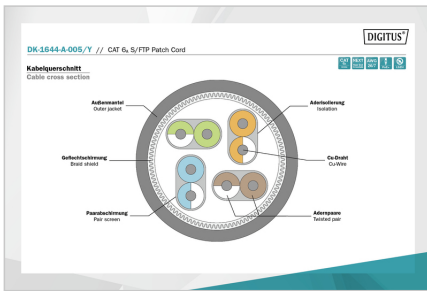 DIGITUS®
DK-1644-A-005/Y // CAT 6A S/FTP Patch Cord
Kabelquerschnitt
Cable cross section
Außenmantel
Outer jacket
Aderisolierung
Isolation
Geflechtschirmung
Braid shield
Cu-Draht
Cu-Wire
Paarabschirmung
Pair screen
Adernpaare
Twisted pair